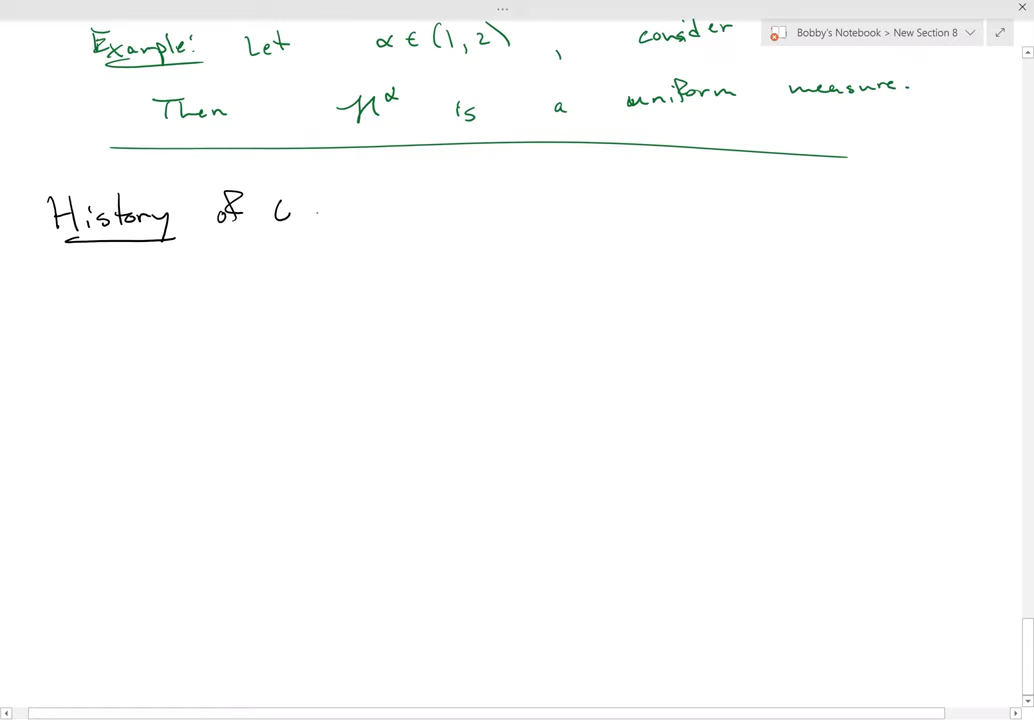 Bobby's Notebook > New Section 8
Example: Let α ∈ (1, 2) , consider
Then ℋ^α is a uniform measure.
History of